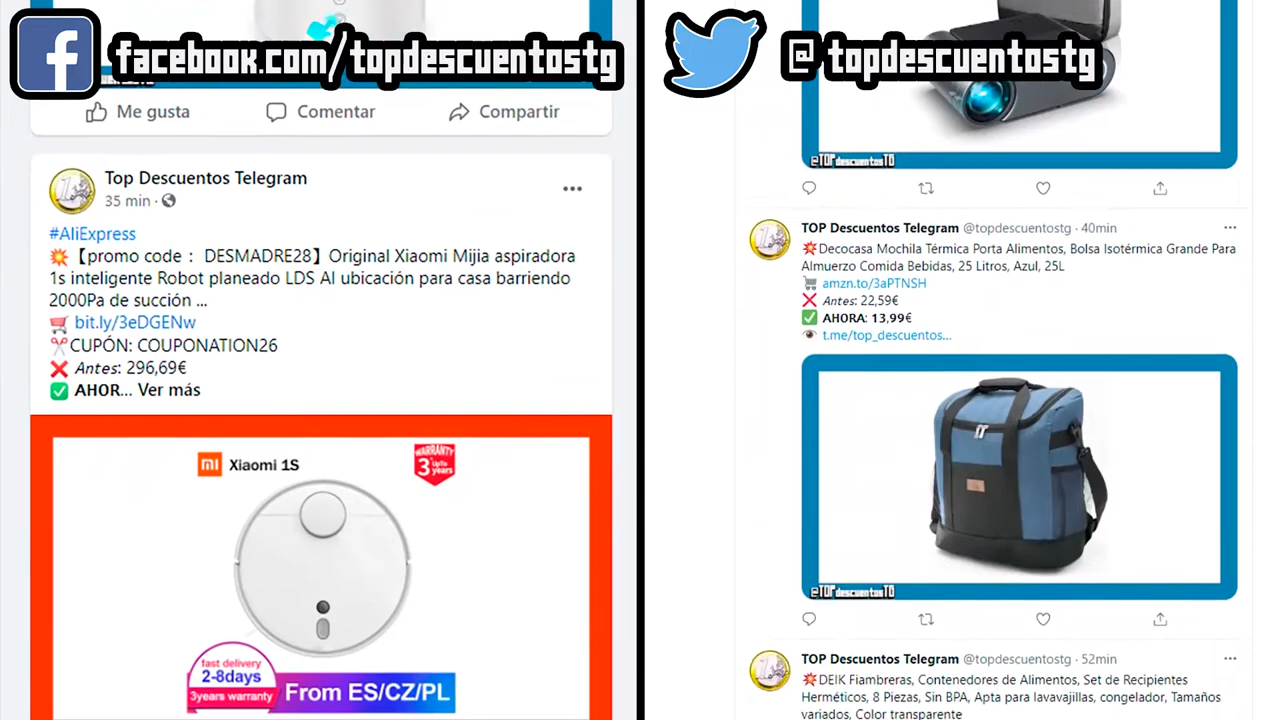 facebook.com/topdescuentostg
Me gusta
Comentar
Compartir
Top Descuentos Telegram
35 min ·
#AliExpress
【promo code： DESMADRE28】Original Xiaomi Mijia aspiradora
1s inteligente Robot planeado LDS Al ubicación para casa barriendo
2000Pa de succión ...
bit.ly/3eDGENw
CUPÓN: COUPONATION26
Antes: 296,69€
AHOR... Ver más
mi Xiaomi 1S
WARRANTY
UpTo
3 years
fast delivery
2-8days
3years warranty
From ES/CZ/PL
@topdescuentostg
@TOPdescuentosTG
TOP Descuentos Telegram @topdescuentostg · 40min
Decocasa Mochila Térmica Porta Alimentos, Bolsa Isotérmica Grande Para
Almuerzo Comida Bebidas, 25 Litros, Azul, 25L
amzn.to/3aPTNSH
Antes: 22,59€
AHORA: 13,99€
t.me/top_descuentos...
@TOPdescuentosTG
TOP Descuentos Telegram @topdescuentostg · 52min
DEIK Fiambreras, Contenedores de Alimentos, Set de Recipientes
Herméticos, 8 Piezas, Sin BPA, Apta para lavavajillas, congelador, Tamaños
variados, Color transparente